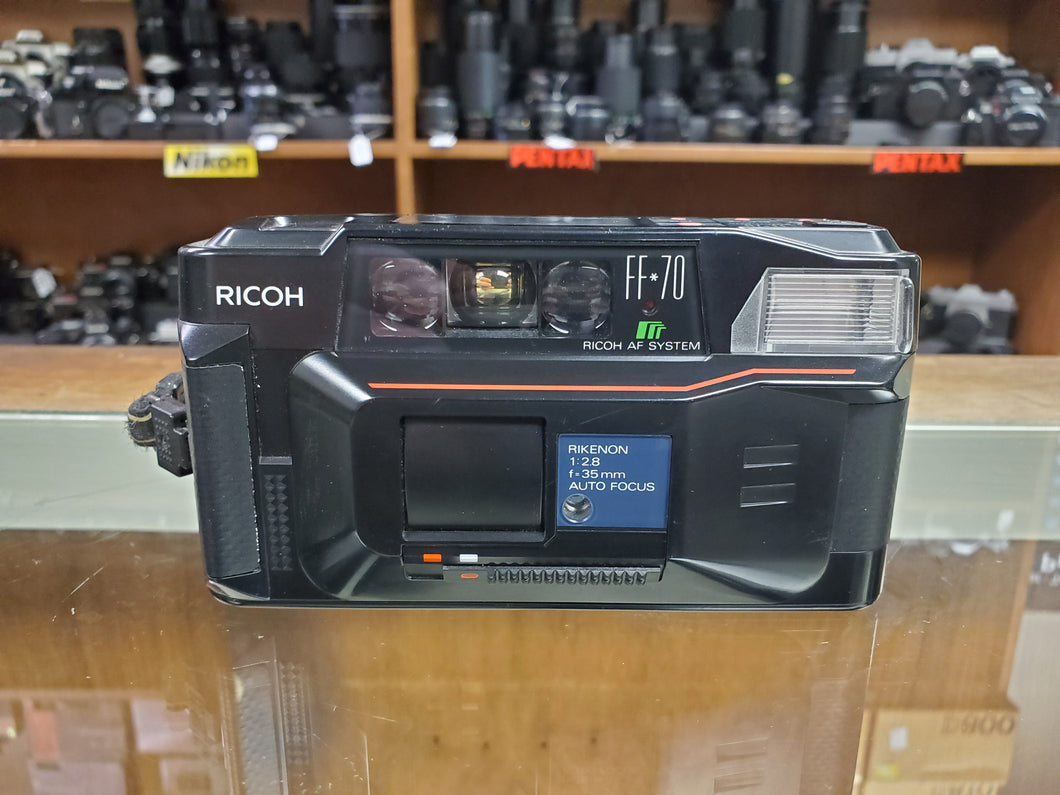 Nikon
PENTAX
PENTAX
RICOH
FF*70
RICOH AF SYSTEM
RIKENON
1:2.8
f=35mm
AUTO FOCUS